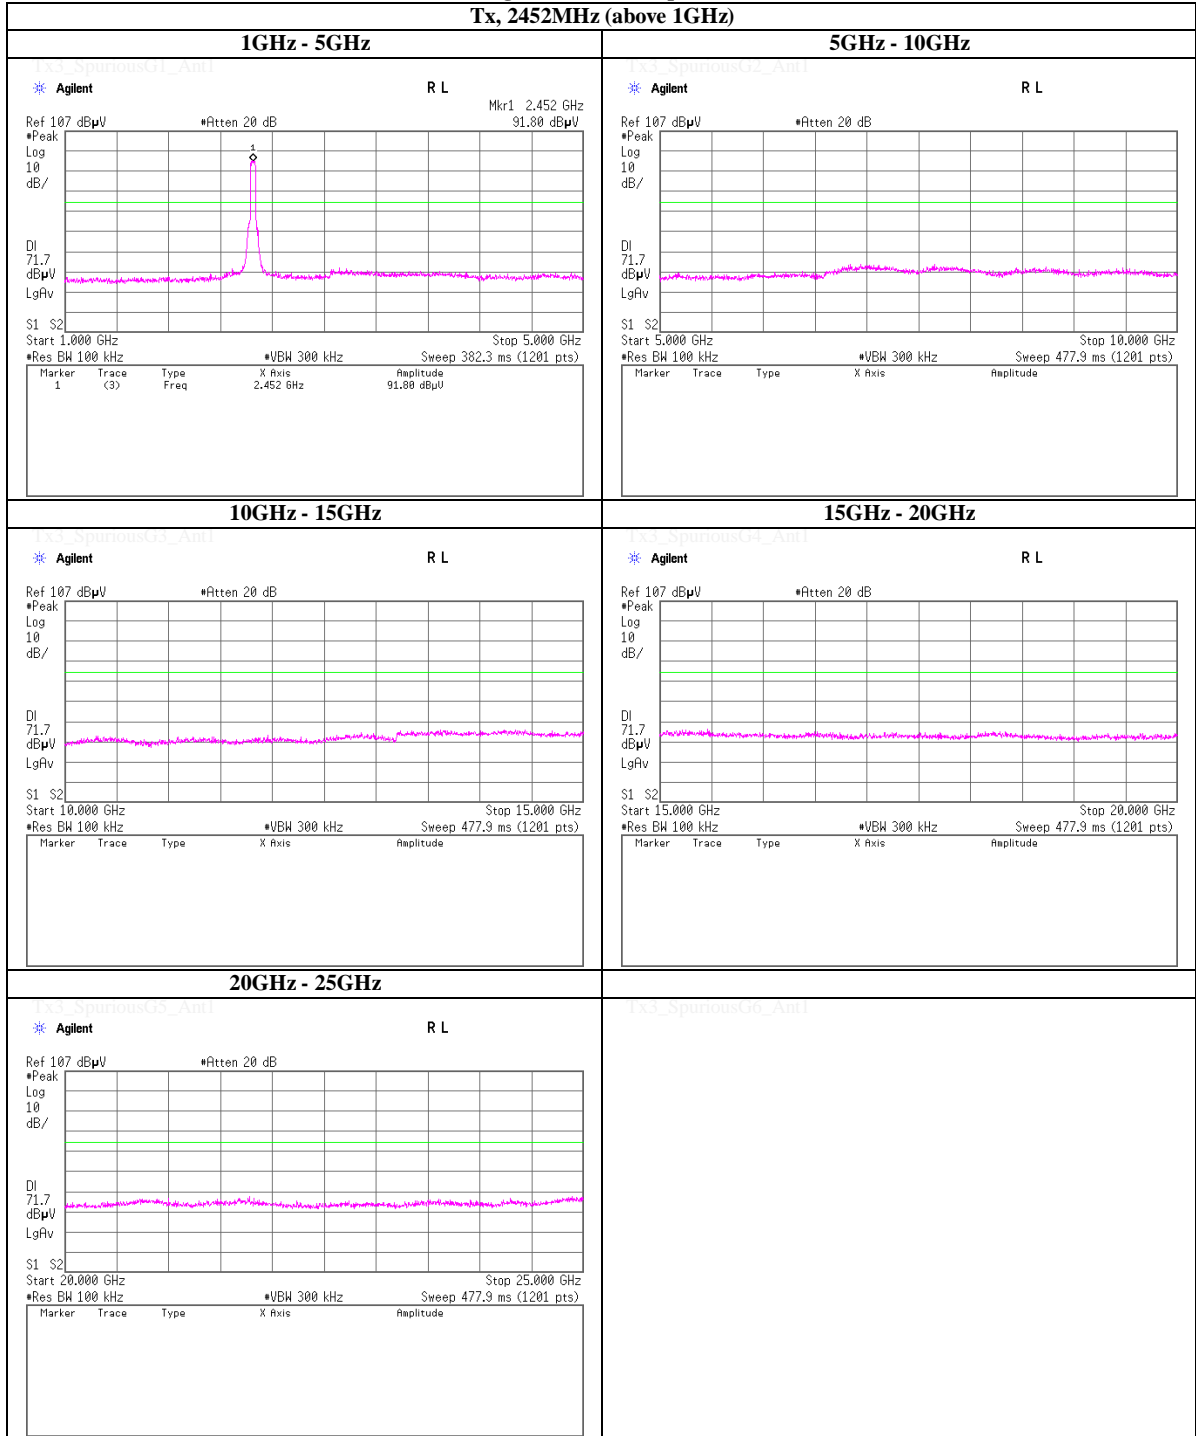 Tx, 2452MHz (above 1GHz)
1GHz - 5GHz
Tx3_SpuriousG1_Ant1
Agilent
R L
Mkr1 2.452 GHz
Ref 107 dBµV
#Atten 20 dB
91.80 dBµV
#Peak
Log
10
dB/
1
DI
71.7
dBµV
LgAv
S1 S2
Start 1.000 GHz
Stop 5.000 GHz
#Res BW 100 kHz
#VBW 300 kHz
Sweep 382.3 ms (1201 pts)
Marker Trace Type X Axis Amplitude
1 (3) Freq 2.452 GHz 91.80 dBµV
5GHz - 10GHz
Tx3_SpuriousG2_Ant1
Agilent
R L
Ref 107 dBµV
#Atten 20 dB
#Peak
Log
10
dB/
DI
71.7
dBµV
LgAv
S1 S2
Start 5.000 GHz
Stop 10.000 GHz
#Res BW 100 kHz
#VBW 300 kHz
Sweep 477.9 ms (1201 pts)
Marker Trace Type X Axis Amplitude
10GHz - 15GHz
Tx3_SpuriousG3_Ant1
Agilent
R L
Ref 107 dBµV
#Atten 20 dB
#Peak
Log
10
dB/
DI
71.7
dBµV
LgAv
S1 S2
Start 10.000 GHz
Stop 15.000 GHz
#Res BW 100 kHz
#VBW 300 kHz
Sweep 477.9 ms (1201 pts)
Marker Trace Type X Axis Amplitude
15GHz - 20GHz
Tx3_SpuriousG4_Ant1
Agilent
R L
Ref 107 dBµV
#Atten 20 dB
#Peak
Log
10
dB/
DI
71.7
dBµV
LgAv
S1 S2
Start 15.000 GHz
Stop 20.000 GHz
#Res BW 100 kHz
#VBW 300 kHz
Sweep 477.9 ms (1201 pts)
Marker Trace Type X Axis Amplitude
20GHz - 25GHz
Tx3_SpuriousG5_Ant1
Agilent
R L
Ref 107 dBµV
#Atten 20 dB
#Peak
Log
10
dB/
DI
71.7
dBµV
LgAv
S1 S2
Start 20.000 GHz
Stop 25.000 GHz
#Res BW 100 kHz
#VBW 300 kHz
Sweep 477.9 ms (1201 pts)
Marker Trace Type X Axis Amplitude
Tx3_SpuriousG6_Ant1